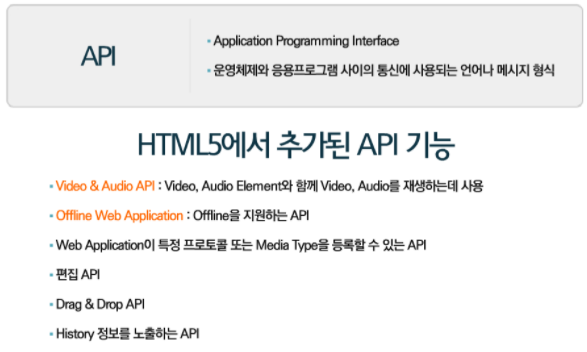 API
• Application Programming Interface
• 운영체제와 응용프로그램 사이의 통신에 사용되는 언어나 메시지 형식
HTML5에서 추가된 API 기능
• Video & Audio API : Video, Audio Element와 함께 Video, Audio를 재생하는데 사용
• Offline Web Application : Offline을 지원하는 API
• Web Application이 특정 프로토콜 또는 Media Type을 등록할 수 있는 API
• 편집 API
• Drag & Drop API
• History 정보를 노출하는 API